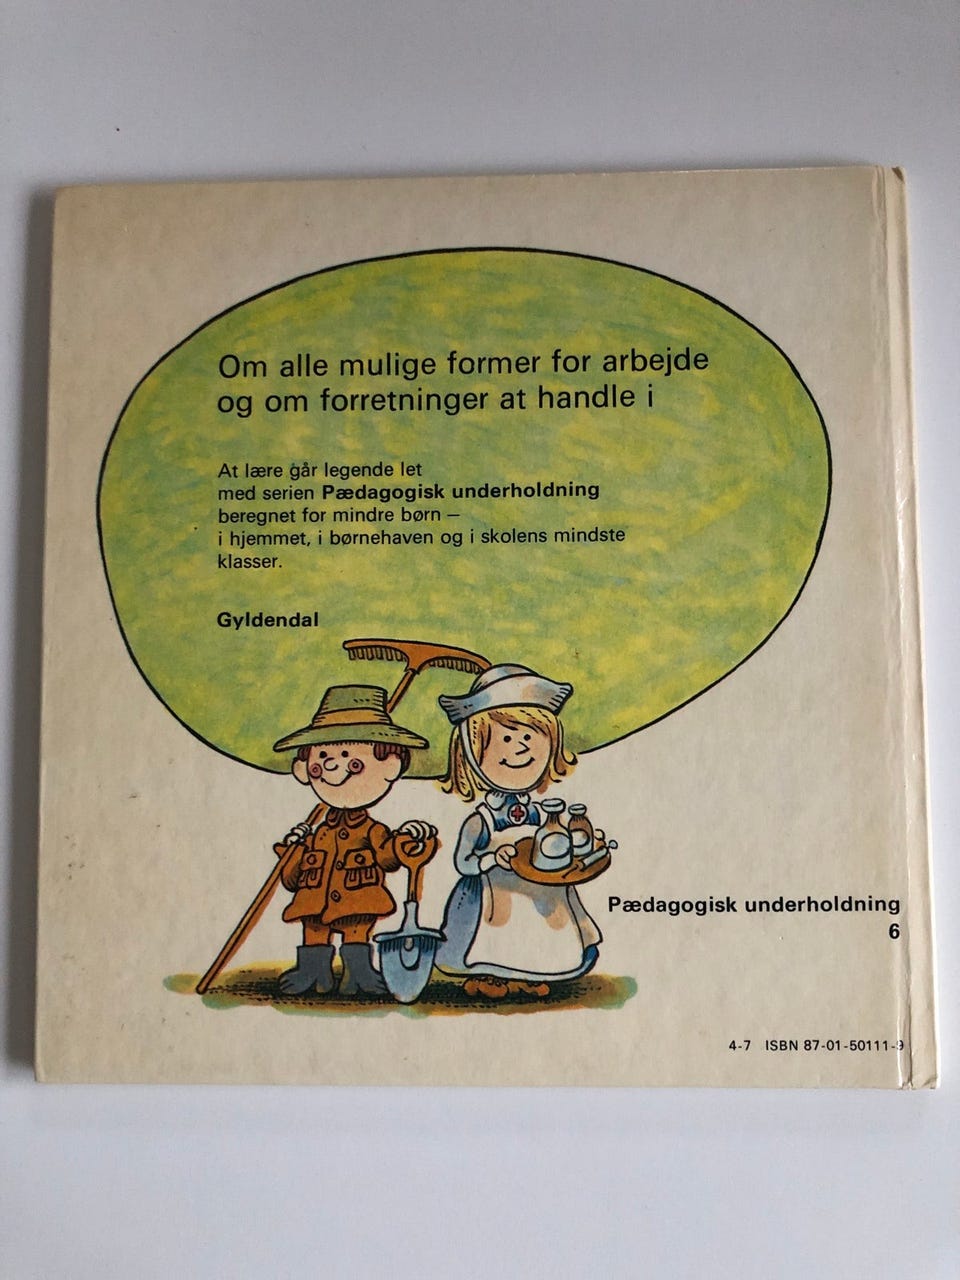 Om alle mulige former for arbejde
og om forretninger at handle i
At lære går legende let
med serien Pædagogisk underholdning
beregnet for mindre børn –
i hjemmet, i børnehaven og i skolens mindste
klasser.
Gyldendal
Pædagogisk underholdning
6
4-7 ISBN 87-01-50111-9